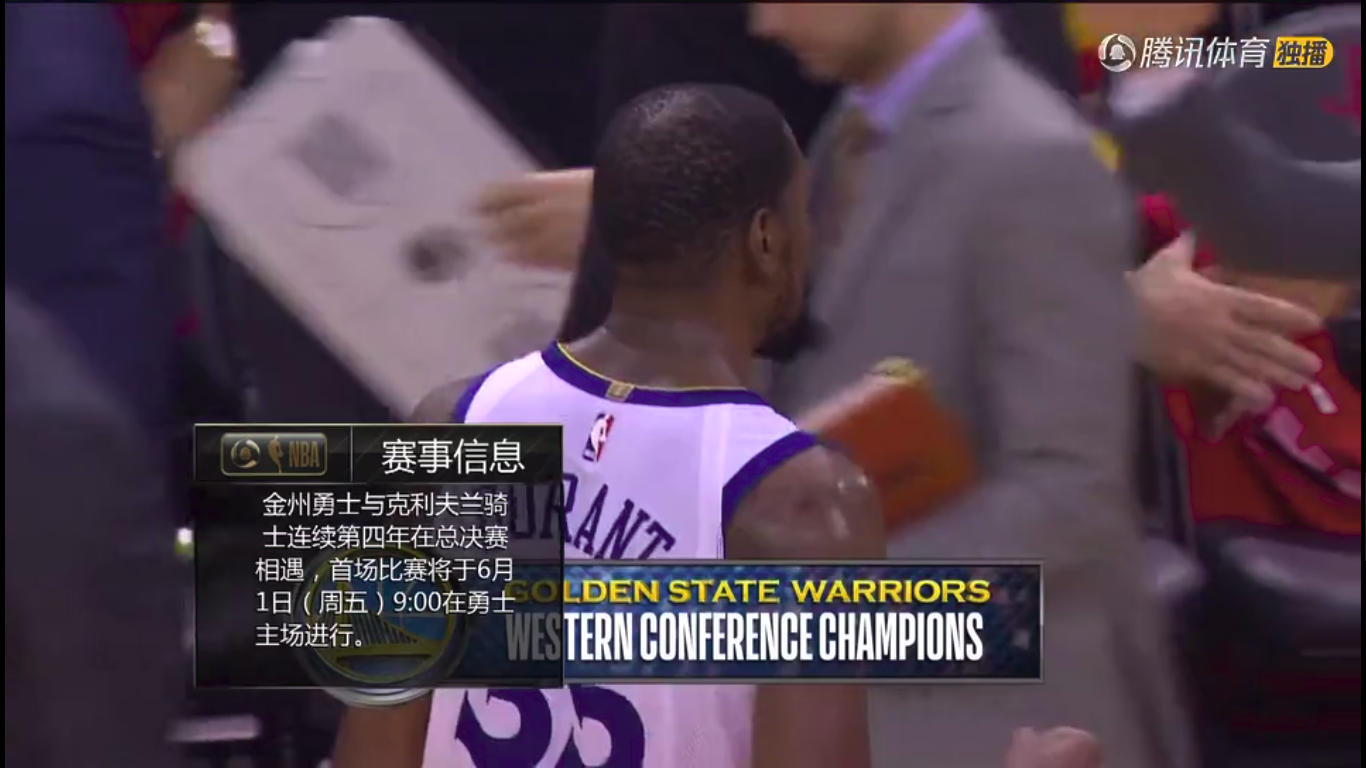 腾讯体育 独播
NBA 赛事信息
金州勇士与克利夫兰骑
士连续第四年在总决赛
相遇，首场比赛将于6月
1日（周五）9:00在勇士
主场进行。
DURANT
GOLDEN STATE WARRIORS
WESTERN CONFERENCE CHAMPIONS
35